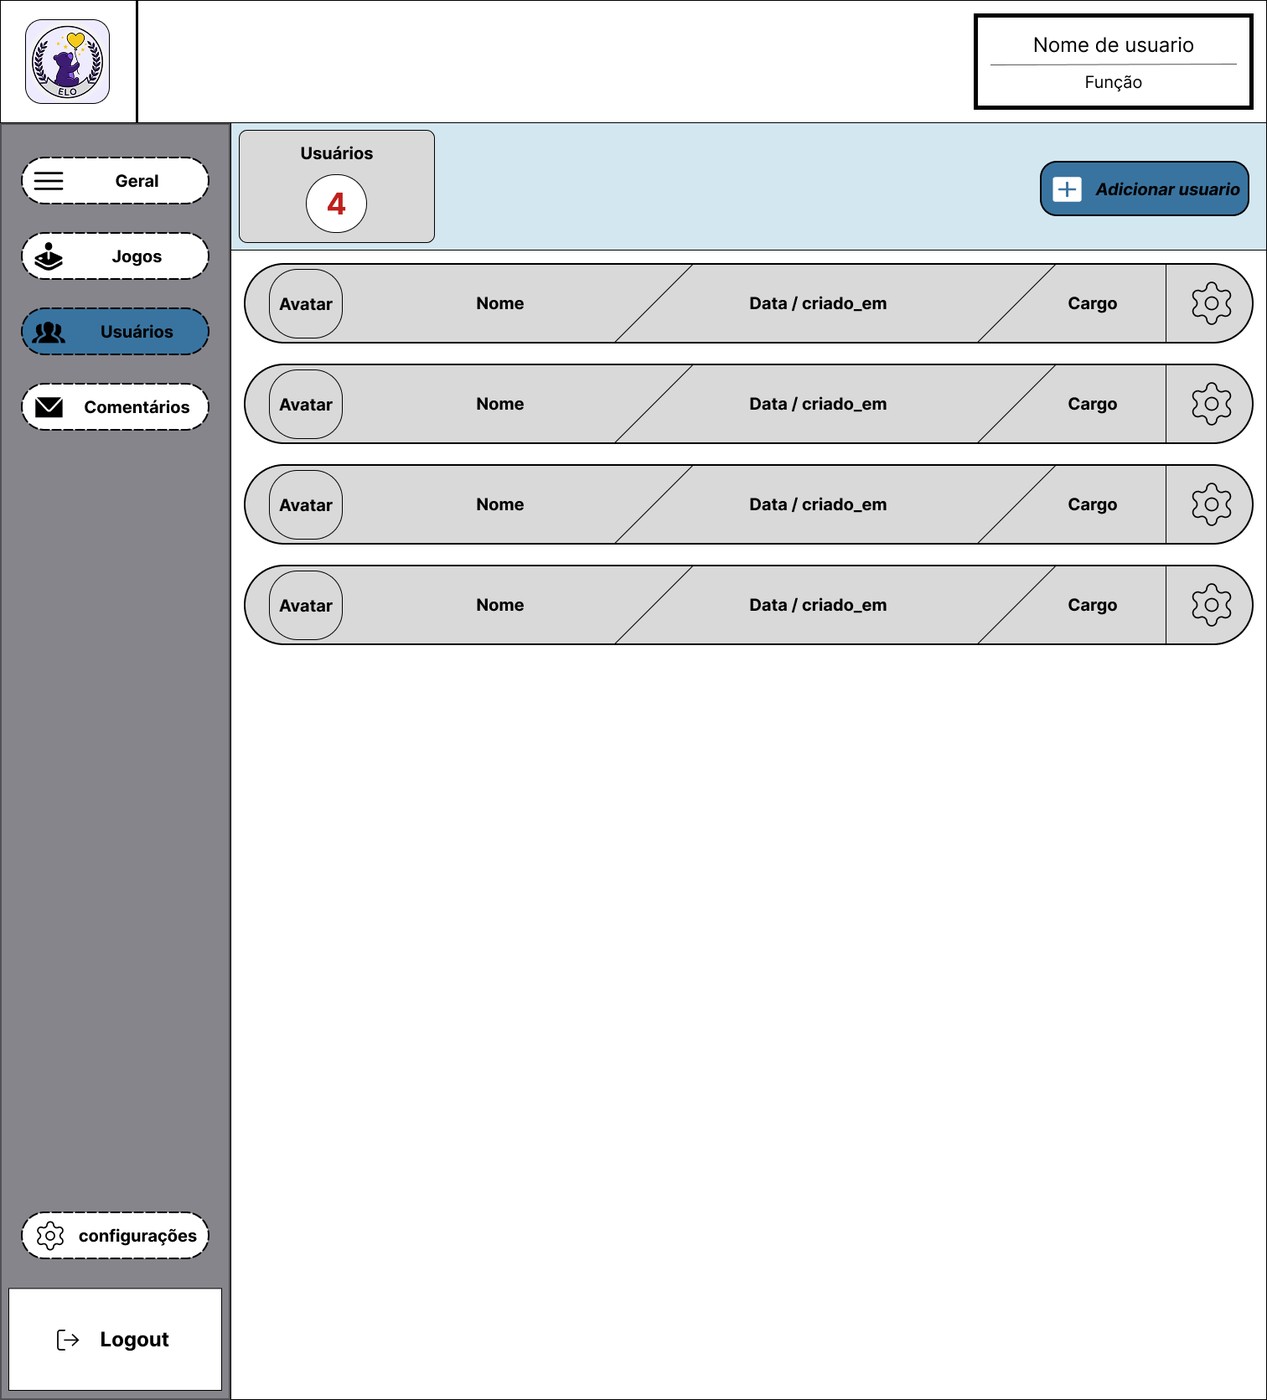 ELO
Nome de usuario
Função
Geral
Jogos
Usuários
Comentários
configurações
Logout
Usuários
4
Adicionar usuario
Avatar Nome Data / criado_em Cargo
Avatar Nome Data / criado_em Cargo
Avatar Nome Data / criado_em Cargo
Avatar Nome Data / criado_em Cargo